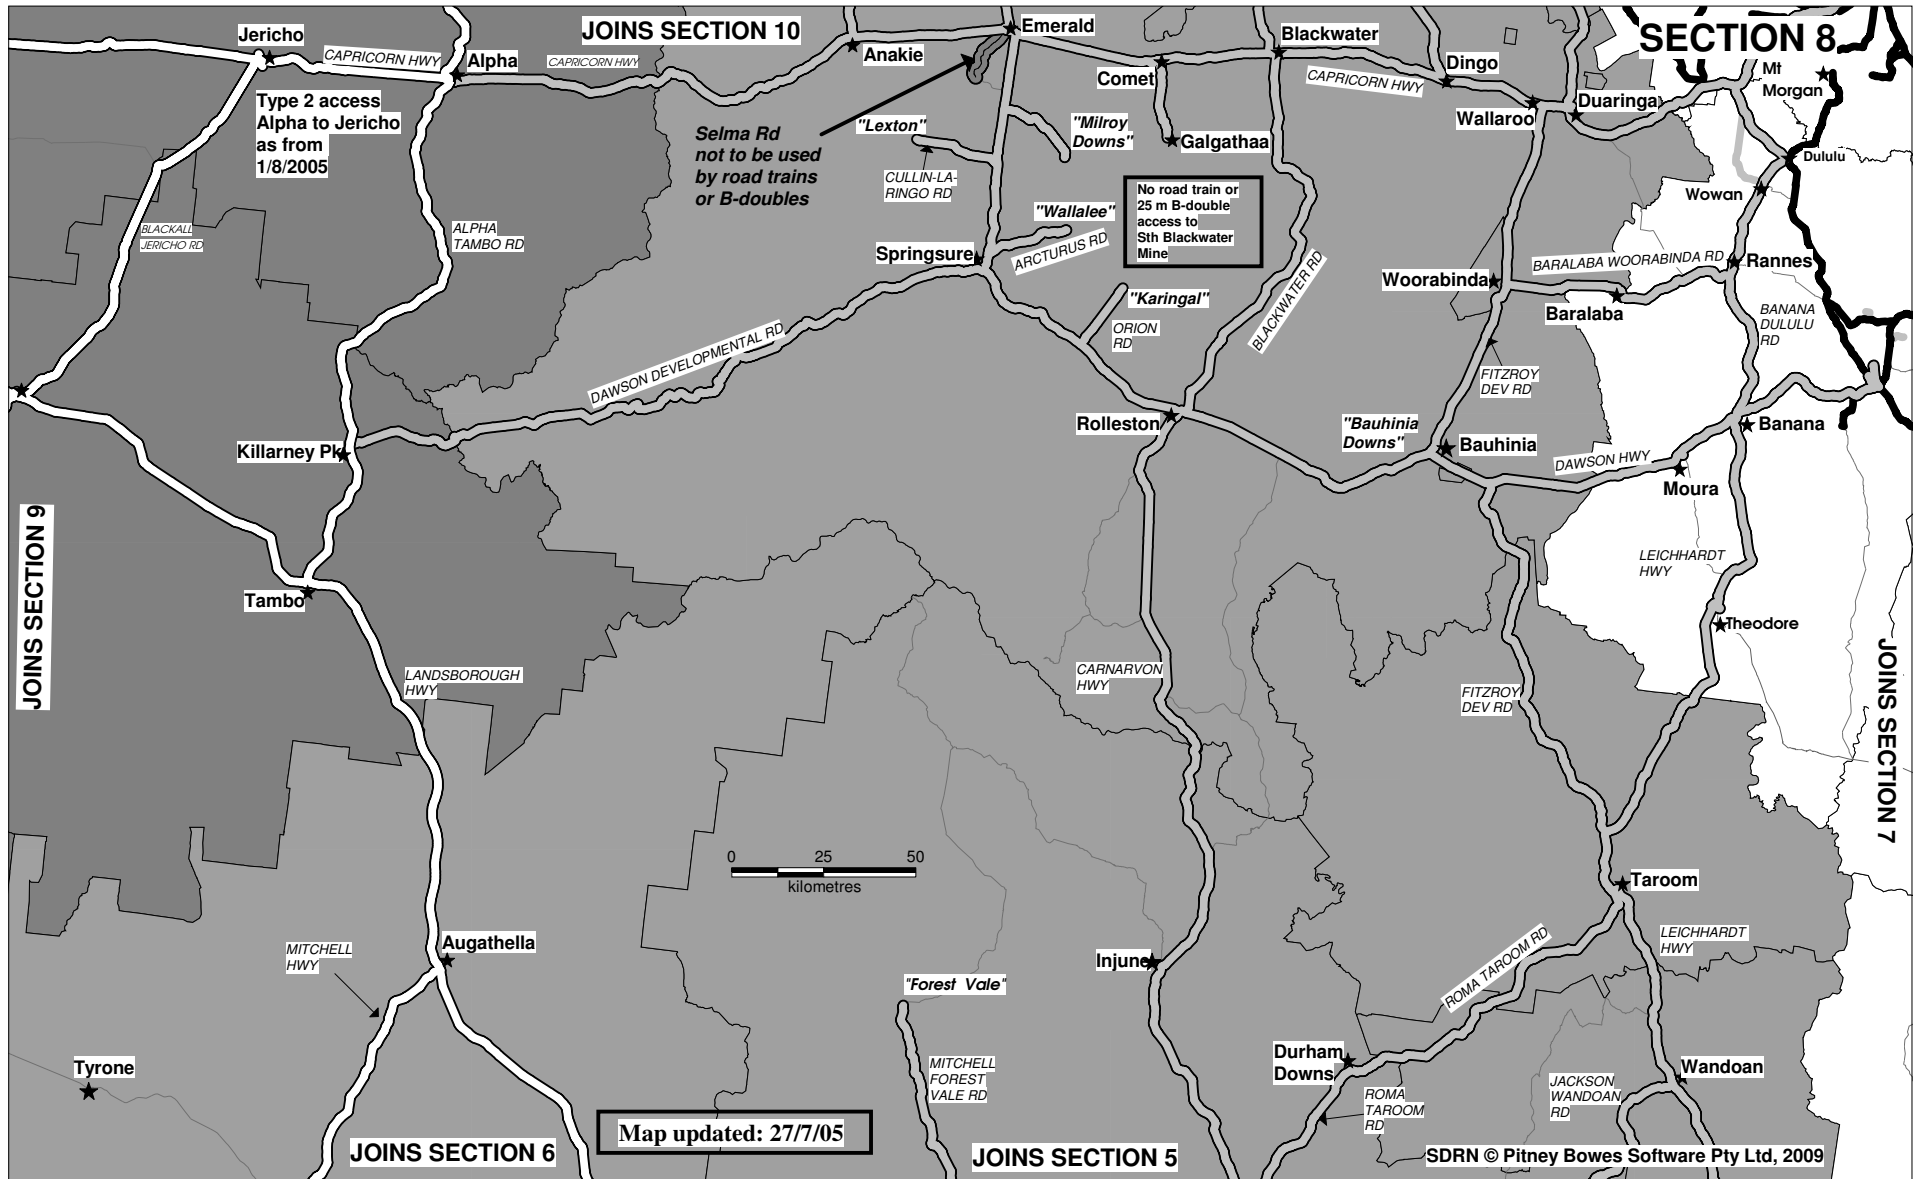 JOINS SECTION 10
SECTION 8
Jericho
CAPRICORN HWY
Alpha
CAPRICORN HWY
Anakie
Emerald
Comet
Blackwater
CAPRICORN HWY
Dingo
Wallaroo
Duaringa
Mt
Morgan
Type 2 access
Alpha to Jericho
as from
1/8/2005
Selma Rd
not to be used
by road trains
or B-doubles
"Lexton"
CULLIN-LA-
RINGO RD
"Milroy
Downs"
Galgathaa
Dululu
Wowan
No road train or
25 m B-double
access to
Sth Blackwater
Mine
BLACKALL
JERICHO RD
ALPHA
TAMBO RD
"Wallalee"
ARCTURUS RD
Springsure
"Karingal"
ORION
RD
BLACKWATER RD
Woorabinda
BARALABA WOORABINDA RD
Rannes
Baralaba
BANANA
DULULU
RD
FITZROY
DEV RD
DAWSON DEVELOPMENTAL RD
Killarney Pk
Rolleston
"Bauhinia
Downs"
Bauhinia
DAWSON HWY
Banana
Moura
JOINS SECTION 9
Tambo
LEICHHARDT
HWY
Theodore
JOINS SECTION 7
LANDSBOROUGH
HWY
CARNARVON
HWY
FITZROY
DEV RD
0 25 50
kilometres
Taroom
MITCHELL
HWY
Augathella
Injune
ROMA TAROOM RD
LEICHHARDT
HWY
"Forest Vale"
Tyrone
MITCHELL
FOREST
VALE RD
Durham
Downs
ROMA
TAROOM
RD
JACKSON
WANDOAN
RD
Wandoan
Map updated: 27/7/05
JOINS SECTION 6
JOINS SECTION 5
SDRN © Pitney Bowes Software Pty Ltd, 2009